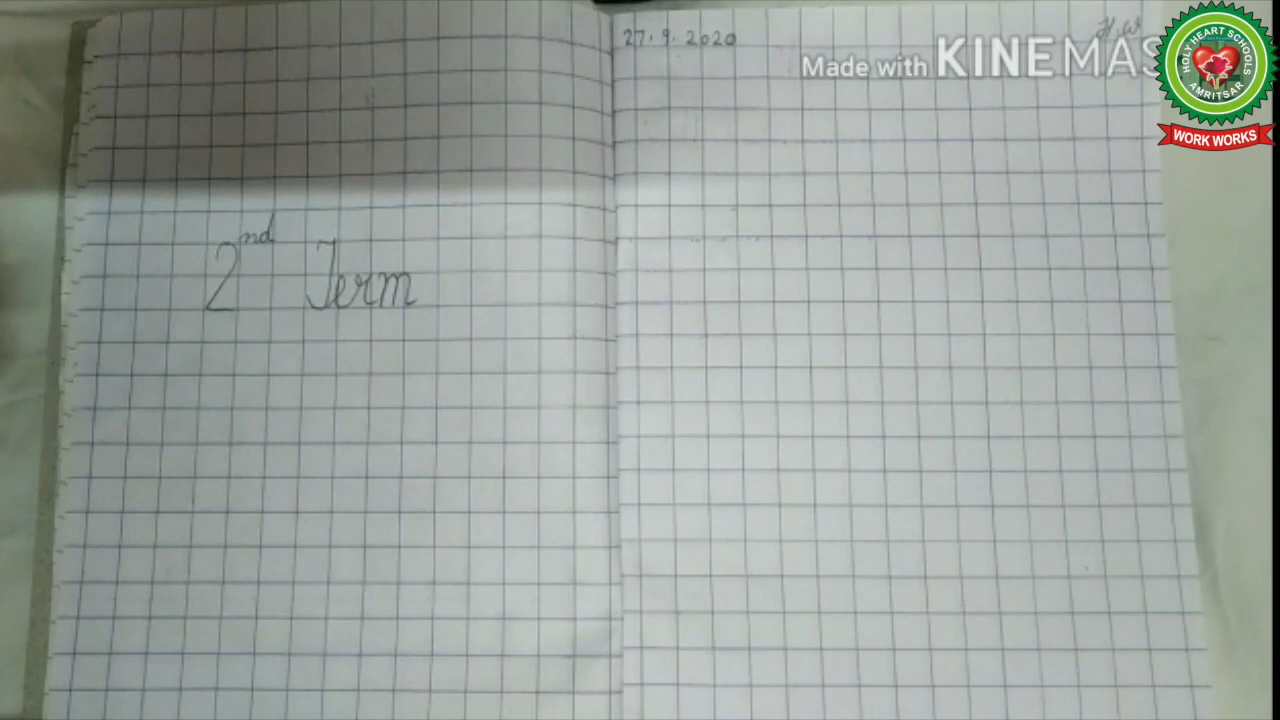 2nd Term
27.9.2020
H.W
Made with KINEMAS
HOLY HEART SCHOOLS
AMRITSAR
WORK WORKS